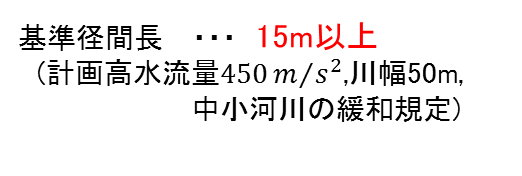 基準径間長　・・・ 15m以上
(計画高水流量450 m/s²,川幅50m,
中小河川の緩和規定)